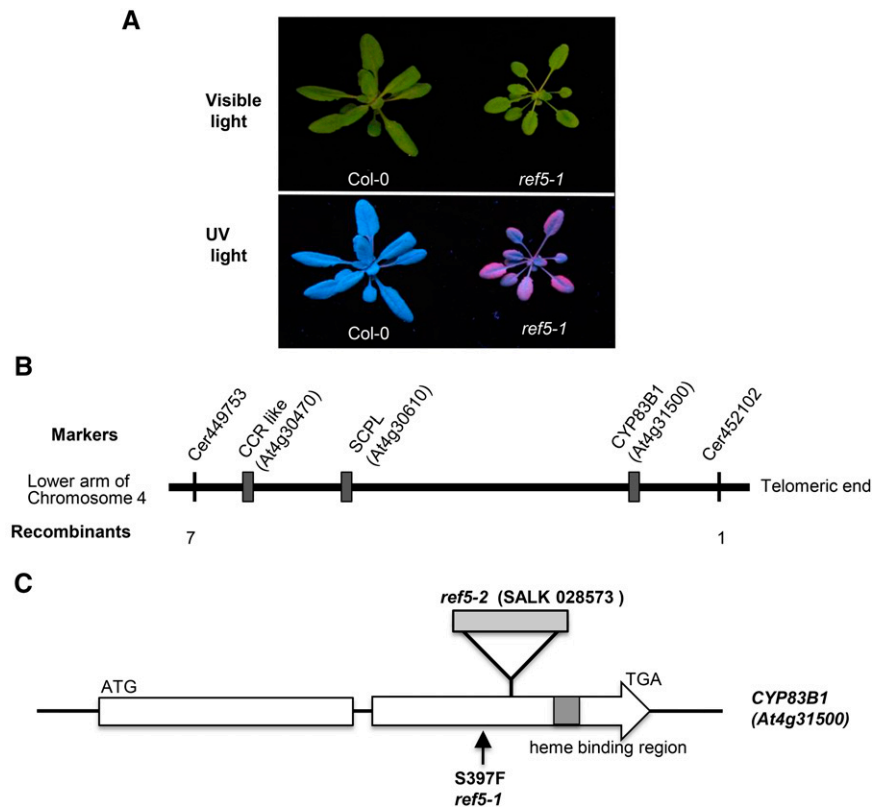 A
Visible
light
Col-0
ref5-1
UV
light
Col-0
ref5-1
B
Markers
Cer449753
CCR like
(At4g30470)
SCPL
(At4g30610)
CYP83B1
(At4g31500)
Cer452102
Lower arm of
Chromosome 4
Telomeric end
Recombinants
7
1
C
ref5-2 (SALK 028573 )
ATG
TGA
CYP83B1
(At4g31500)
heme binding region
S397F
ref5-1